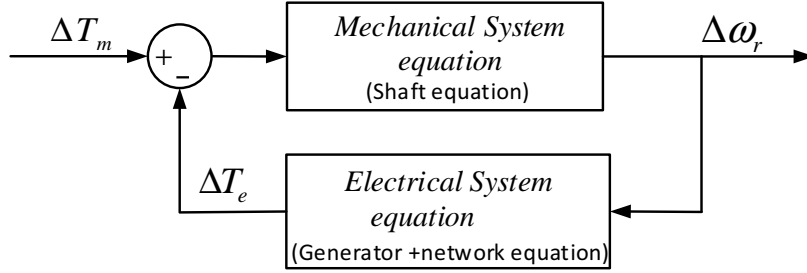 ΔT_m
+
−
Mechanical System
equation
(Shaft equation)
Δω_r
ΔT_e
Electrical System
equation
(Generator +network equation)